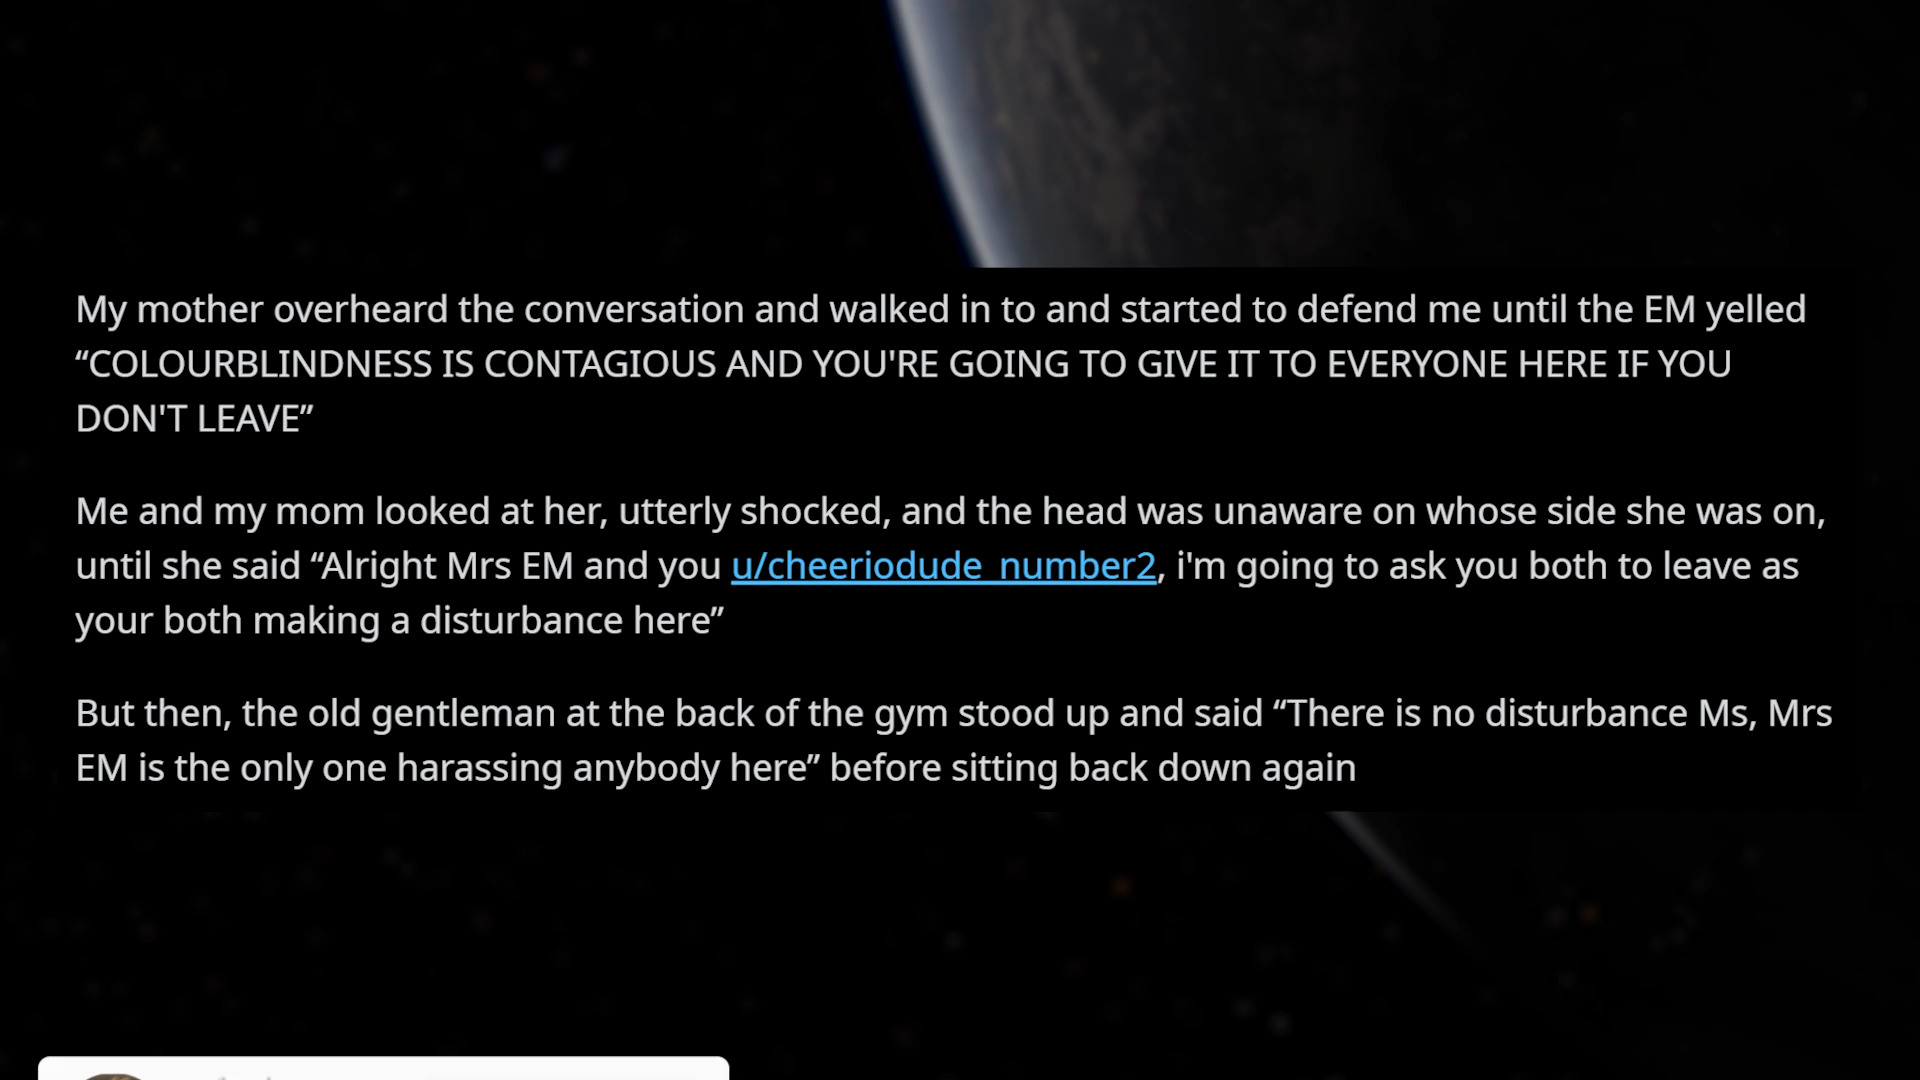 My mother overheard the conversation and walked in to and started to defend me until the EM yelled
“COLOURBLINDNESS IS CONTAGIOUS AND YOU'RE GOING TO GIVE IT TO EVERYONE HERE IF YOU
DON'T LEAVE”
Me and my mom looked at her, utterly shocked, and the head was unaware on whose side she was on,
until she said “Alright Mrs EM and you u/cheeriodude_number2, i'm going to ask you both to leave as
your both making a disturbance here”
But then, the old gentleman at the back of the gym stood up and said “There is no disturbance Ms, Mrs
EM is the only one harassing anybody here” before sitting back down again